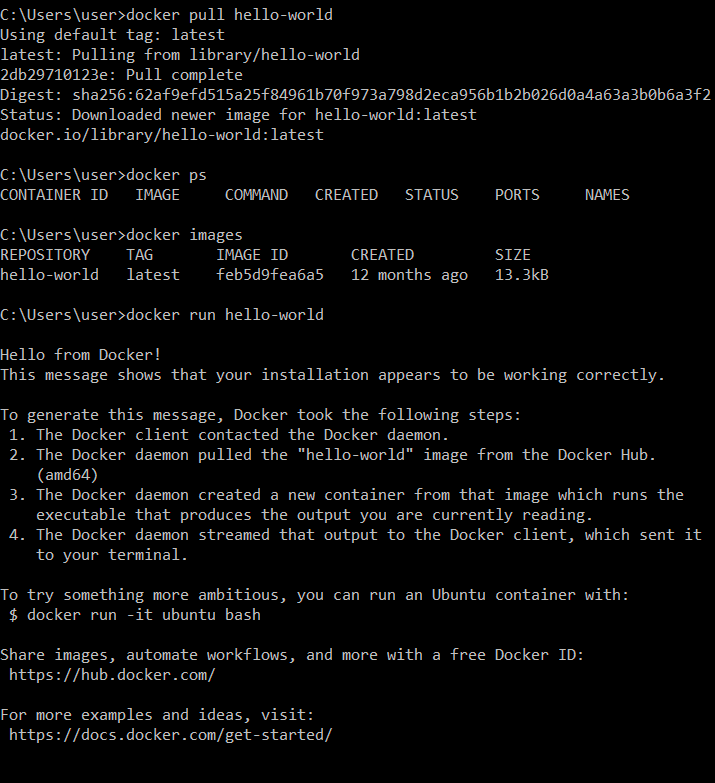 C:\Users\user>docker pull hello-world
Using default tag: latest
latest: Pulling from library/hello-world
2db29710123e: Pull complete
Digest: sha256:62af9efd515a25f84961b70f973a798d2eca956b1b2b026d0a4a63a3b0b6a3f2
Status: Downloaded newer image for hello-world:latest
docker.io/library/hello-world:latest

C:\Users\user>docker ps
CONTAINER ID   IMAGE     COMMAND   CREATED   STATUS    PORTS     NAMES

C:\Users\user>docker images
REPOSITORY    TAG       IMAGE ID       CREATED         SIZE
hello-world   latest    feb5d9fea6a5   12 months ago   13.3kB

C:\Users\user>docker run hello-world

Hello from Docker!
This message shows that your installation appears to be working correctly.

To generate this message, Docker took the following steps:
 1. The Docker client contacted the Docker daemon.
 2. The Docker daemon pulled the "hello-world" image from the Docker Hub.
    (amd64)
 3. The Docker daemon created a new container from that image which runs the
    executable that produces the output you are currently reading.
 4. The Docker daemon streamed that output to the Docker client, which sent it
    to your terminal.

To try something more ambitious, you can run an Ubuntu container with:
 $ docker run -it ubuntu bash

Share images, automate workflows, and more with a free Docker ID:
 https://hub.docker.com/

For more examples and ideas, visit:
 https://docs.docker.com/get-started/